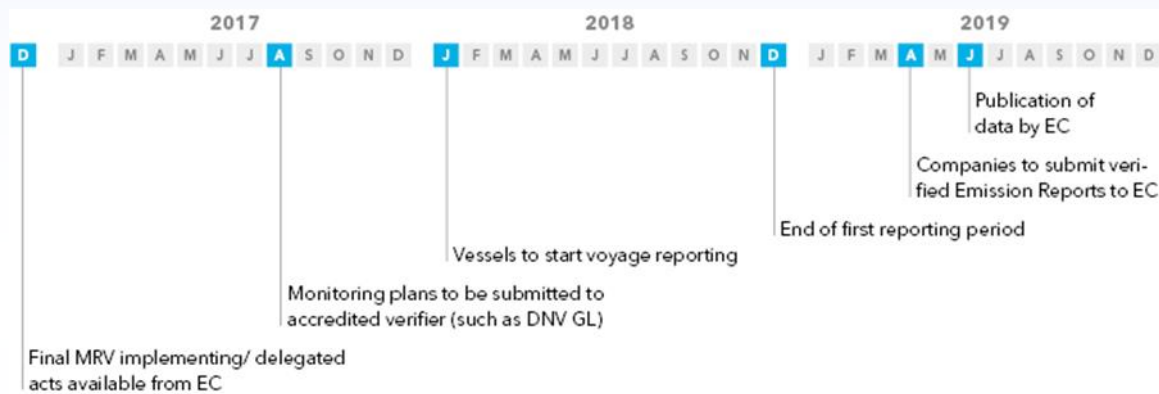 2017 2018 2019
D J F M A M J J A S O N D J F M A M J J A S O N D J F M A M J J A S O N D
Publication of
data by EC
Companies to submit veri-
fied Emission Reports to EC
End of first reporting period
Vessels to start voyage reporting
Monitoring plans to be submitted to
accredited verifier (such as DNV GL)
Final MRV implementing/ delegated
acts available from EC